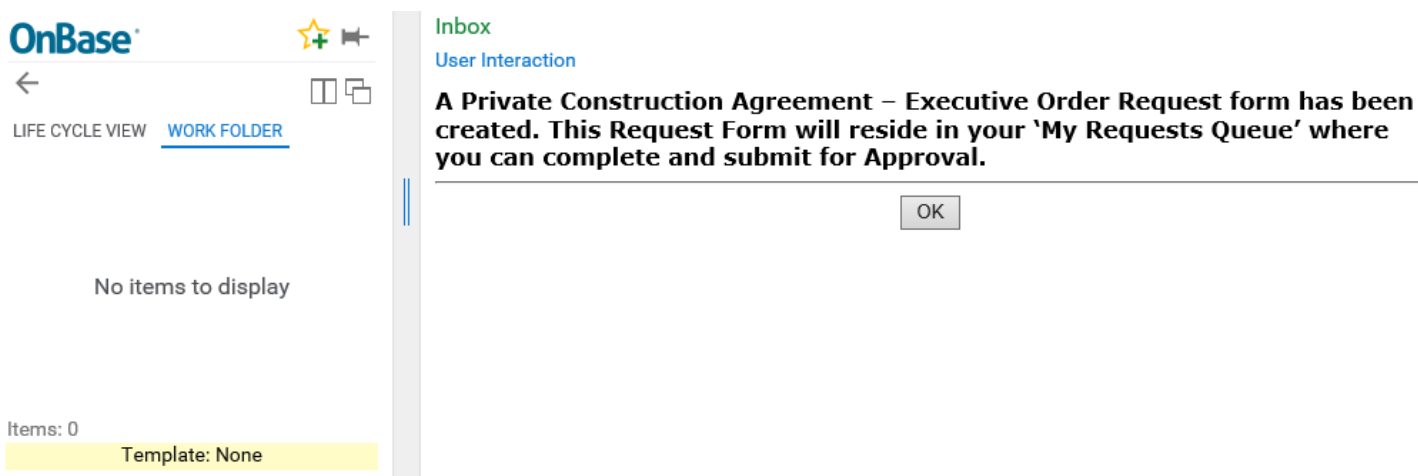 OnBase
LIFE CYCLE VIEW WORK FOLDER
No items to display
Items: 0
Template: None
Inbox
User Interaction
A Private Construction Agreement – Executive Order Request form has been
created. This Request Form will reside in your ‘My Requests Queue’ where
you can complete and submit for Approval.
OK